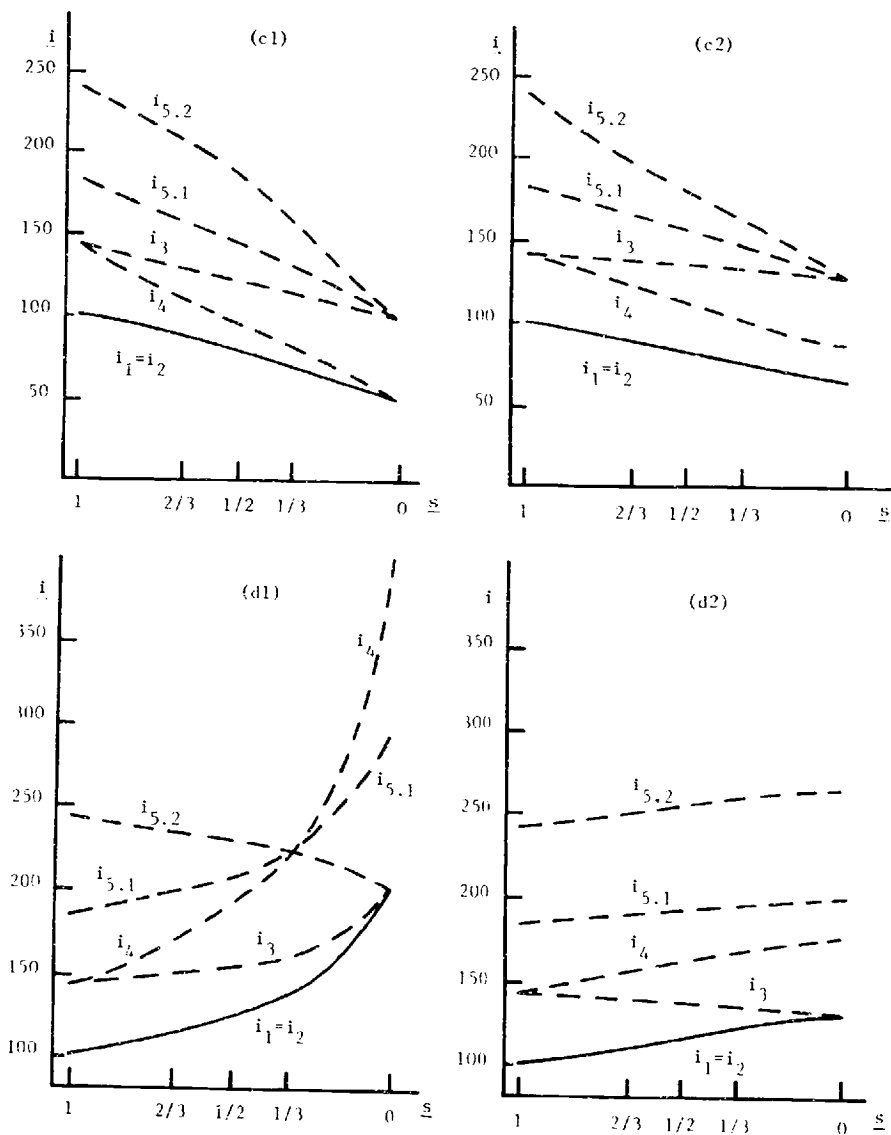 (c1)
i
250
200
150
100
50
i5.2
i5.1
i3
i4
i1=i2
1 2/3 1/2 1/3 0 s
(c2)
i
250
200
150
100
50
i5.2
i5.1
i3
i4
i1=i2
1 2/3 1/2 1/3 0 s
(d1)
i
350
300
250
200
150
100
i4
i5.1
i5.2
i5.1
i4
i3
i1=i2
1 2/3 1/2 1/3 0 s
(d2)
i
350
300
250
200
150
100
i5.2
i5.1
i4
i3
i1=i2
1 2/3 1/2 1/3 0 s